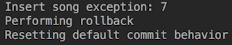 Insert song exception: 7
Performing rollback
Resetting default commit behavior